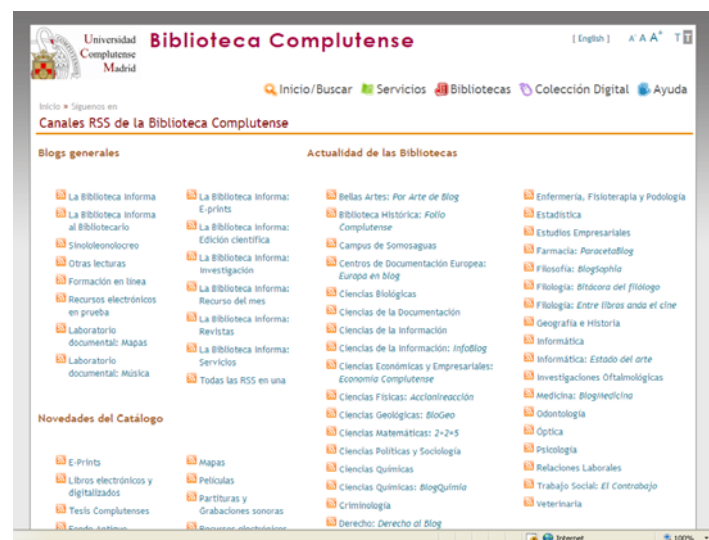 Universidad
Complutense
Madrid
Biblioteca Complutense
[ English ] A A A+ T T
Inicio/Buscar Servicios Bibliotecas Colección Digital Ayuda
Inicio » Síguenos en
Canales RSS de la Biblioteca Complutense
Blogs generales
La Biblioteca Informa
La Biblioteca Informa
al Bibliotecario
Sinololeonolocreo
Otras lecturas
Formación en línea
Recursos electrónicos
en prueba
Laboratorio
documental: Mapas
Laboratorio
documental: Música
La Biblioteca Informa:
E-prints
La Biblioteca Informa:
Edición científica
La Biblioteca Informa:
Investigación
La Biblioteca Informa:
Recurso del mes
La Biblioteca Informa:
Revistas
La Biblioteca Informa:
Servicios
Todas las RSS en una
Novedades del Catálogo
E-Prints
Libros electrónicos y
digitalizados
Tesis Complutenses
Fondo Antiguo
Mapas
Películas
Partituras y
Grabaciones sonoras
Recursos electrónicos
Actualidad de las Bibliotecas
Bellas Artes: Por Arte de Blog
Biblioteca Histórica: Folio
Complutense
Campus de Somosaguas
Centros de Documentación Europea:
Europa en blog
Ciencias Biológicas
Ciencias de la Documentación
Ciencias de la Información
Ciencias de la Información: InfoBlog
Ciencias Económicas y Empresariales:
Economía Complutense
Ciencias Físicas: Accionireacción
Ciencias Geológicas: BloGeo
Ciencias Matemáticas: 2+2=5
Ciencias Políticas y Sociología
Ciencias Químicas
Ciencias Químicas: BlogQuimia
Criminología
Derecho: Derecho al Blog
Enfermería, Fisioterapia y Podología
Estadística
Estudios Empresariales
Farmacia: ParacetaBlog
Filosofía: BlogSophia
Filología: Bitácora del filólogo
Filología: Entre libros anda el cine
Geografía e Historia
Informática
Informática: Estado del arte
Investigaciones Oftalmológicas
Medicina: BlogMedicina
Odontología
Óptica
Psicología
Relaciones Laborales
Trabajo Social: El Contrabajo
Veterinaria
Internet 100%